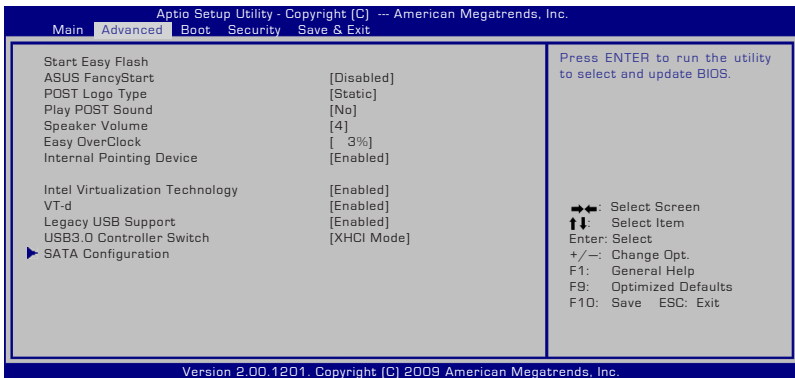 Aptio Setup Utility - Copyright (C) --- American Megatrends, Inc.
Main Advanced Boot Security Save & Exit
Start Easy Flash
ASUS FancyStart [Disabled]
POST Logo Type [Static]
Play POST Sound [No]
Speaker Volume [4]
Easy OverClock [ 3%]
Internal Pointing Device [Enabled]
Intel Virtualization Technology [Enabled]
VT-d [Enabled]
Legacy USB Support [Enabled]
USB3.0 Controller Switch [XHCI Mode]
SATA Configuration
Press ENTER to run the utility
to select and update BIOS.
→←: Select Screen
↑↓: Select Item
Enter: Select
+/—: Change Opt.
F1: General Help
F9: Optimized Defaults
F10: Save ESC: Exit
Version 2.00.1201. Copyright (C) 2009 American Megatrends, Inc.